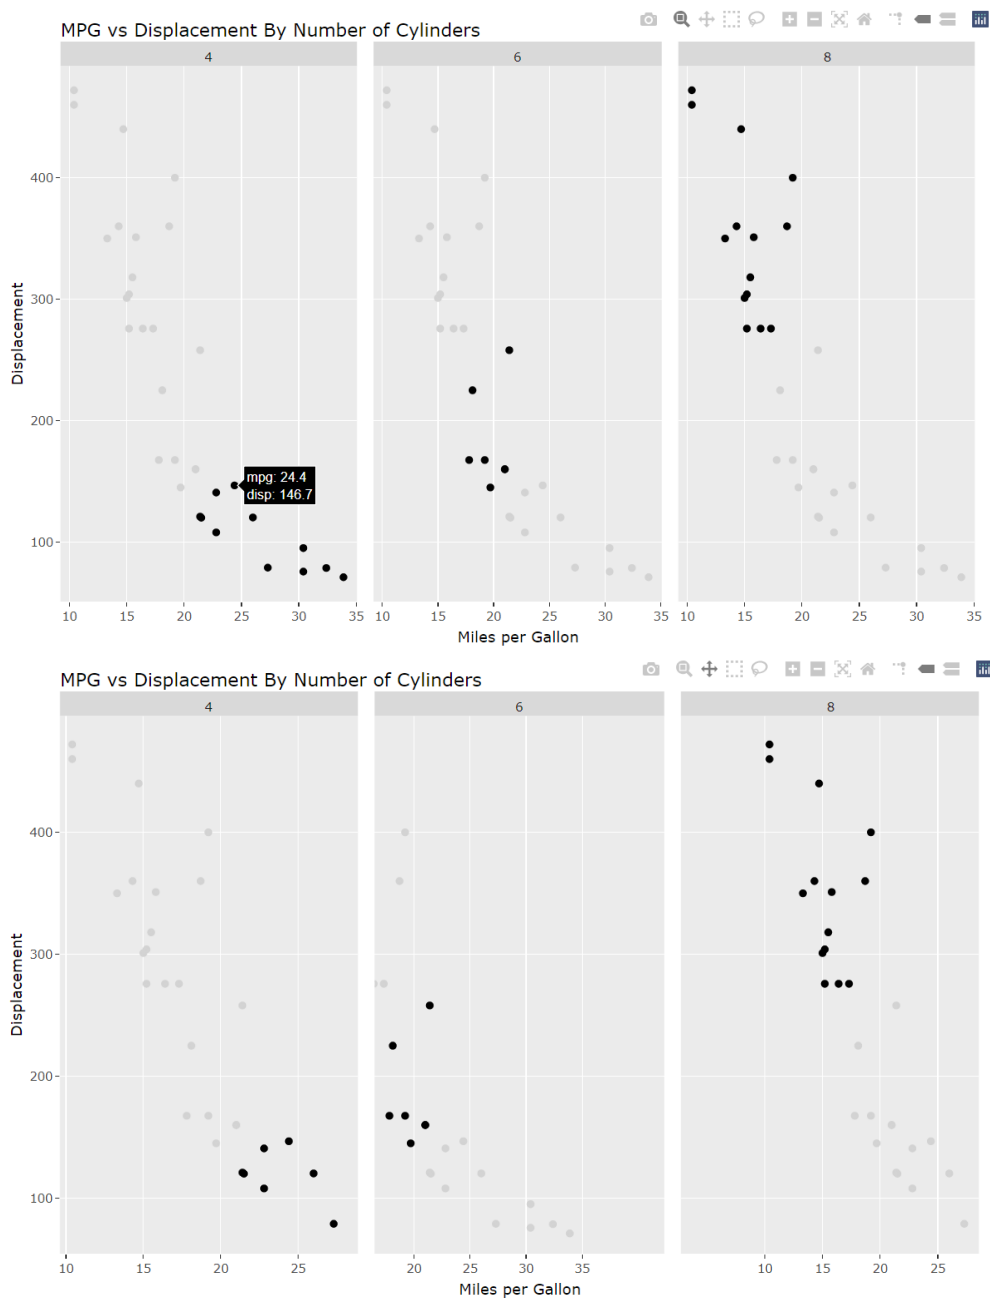 MPG vs Displacement By Number of Cylinders
4 6 8
400
300
200
100
Displacement
mpg: 24.4
disp: 146.7
10 15 20 25 30 35 10 15 20 25 30 35 10 15 20 25 30 35
Miles per Gallon
MPG vs Displacement By Number of Cylinders
4 6 8
400
300
200
100
Displacement
10 15 20 25 20 25 30 35 10 15 20 25
Miles per Gallon